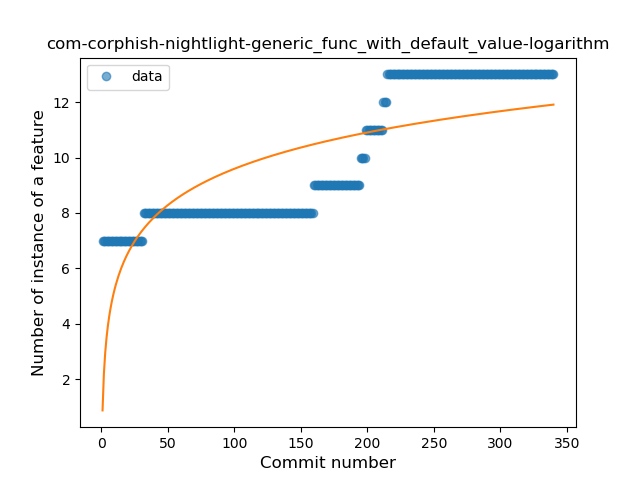 com-corphish-nightlight-generic_func_with_default_value-logarithm
data
Number of instance of a feature
12
10
8
6
4
2
0 50 100 150 200 250 300 350
Commit number